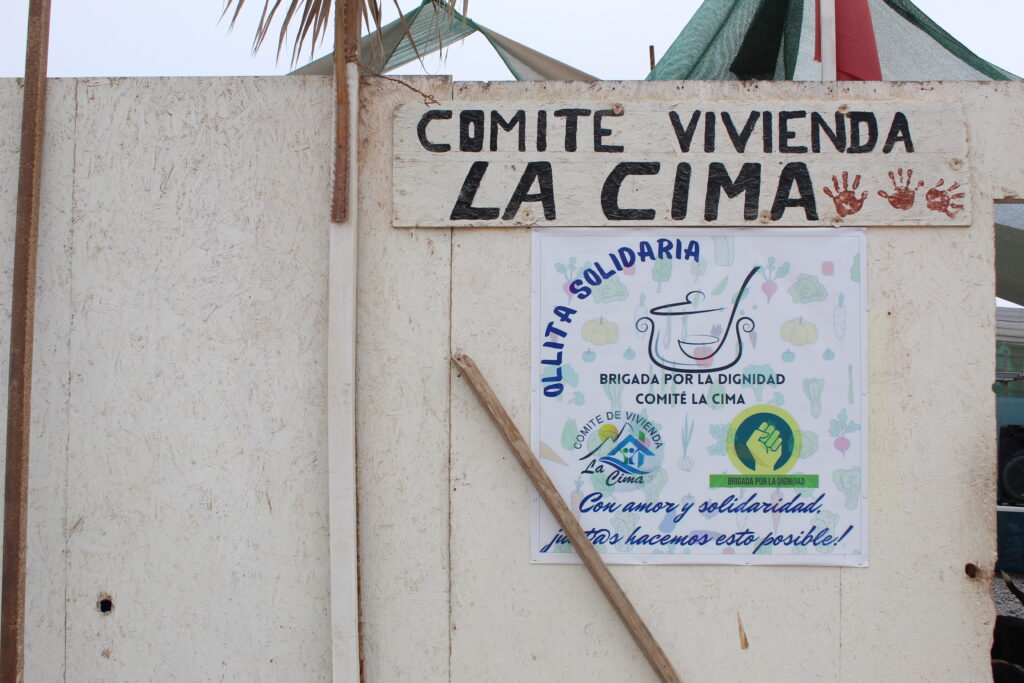 COMITE VIVIENDA
LA CIMA
OLLITA SOLIDARIA
BRIGADA POR LA DIGNIDAD
COMITÉ LA CIMA
COMITE DE VIVIENDA
La Cima
BRIGADA POR LA DIGNIDAD
Con amor y solidaridad,
junt@s hacemos esto posible!